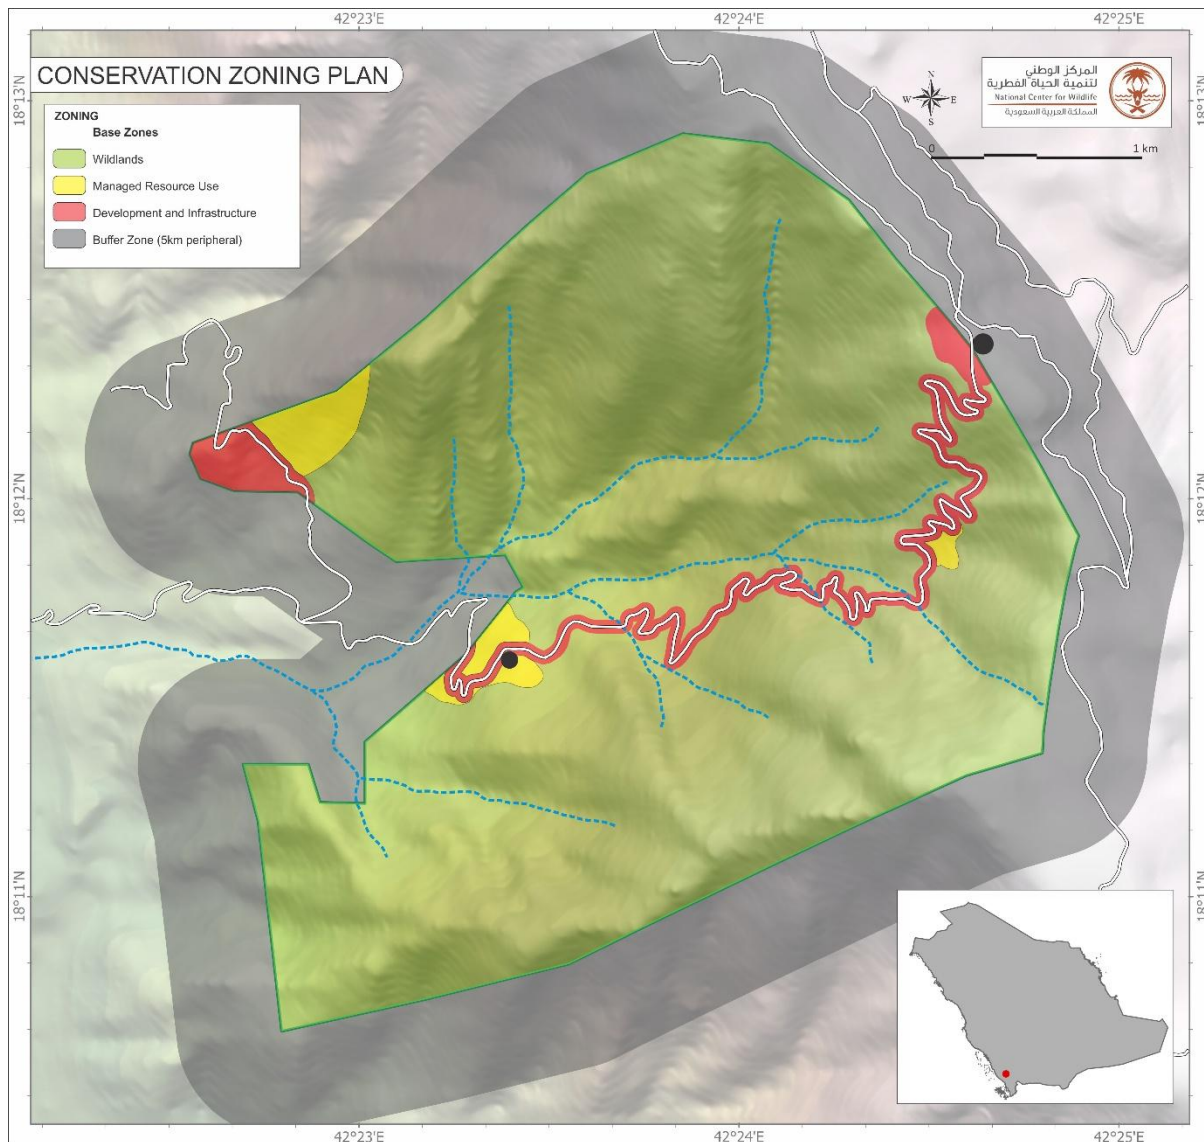 42°23'E
42°24'E
42°25'E
CONSERVATION ZONING PLAN
ZONING
Base Zones
Wildlands
Managed Resource Use
Development and Infrastructure
Buffer Zone (5km peripheral)
N
W
E
S
المركز الوطني
لتنمية الحياة الفطرية
National Center for Wildlife
المملكة العربية السعودية
0
1 km
18°13'N
18°13'N
18°12'N
18°12'N
18°11'N
18°11'N
42°23'E
42°24'E
42°25'E